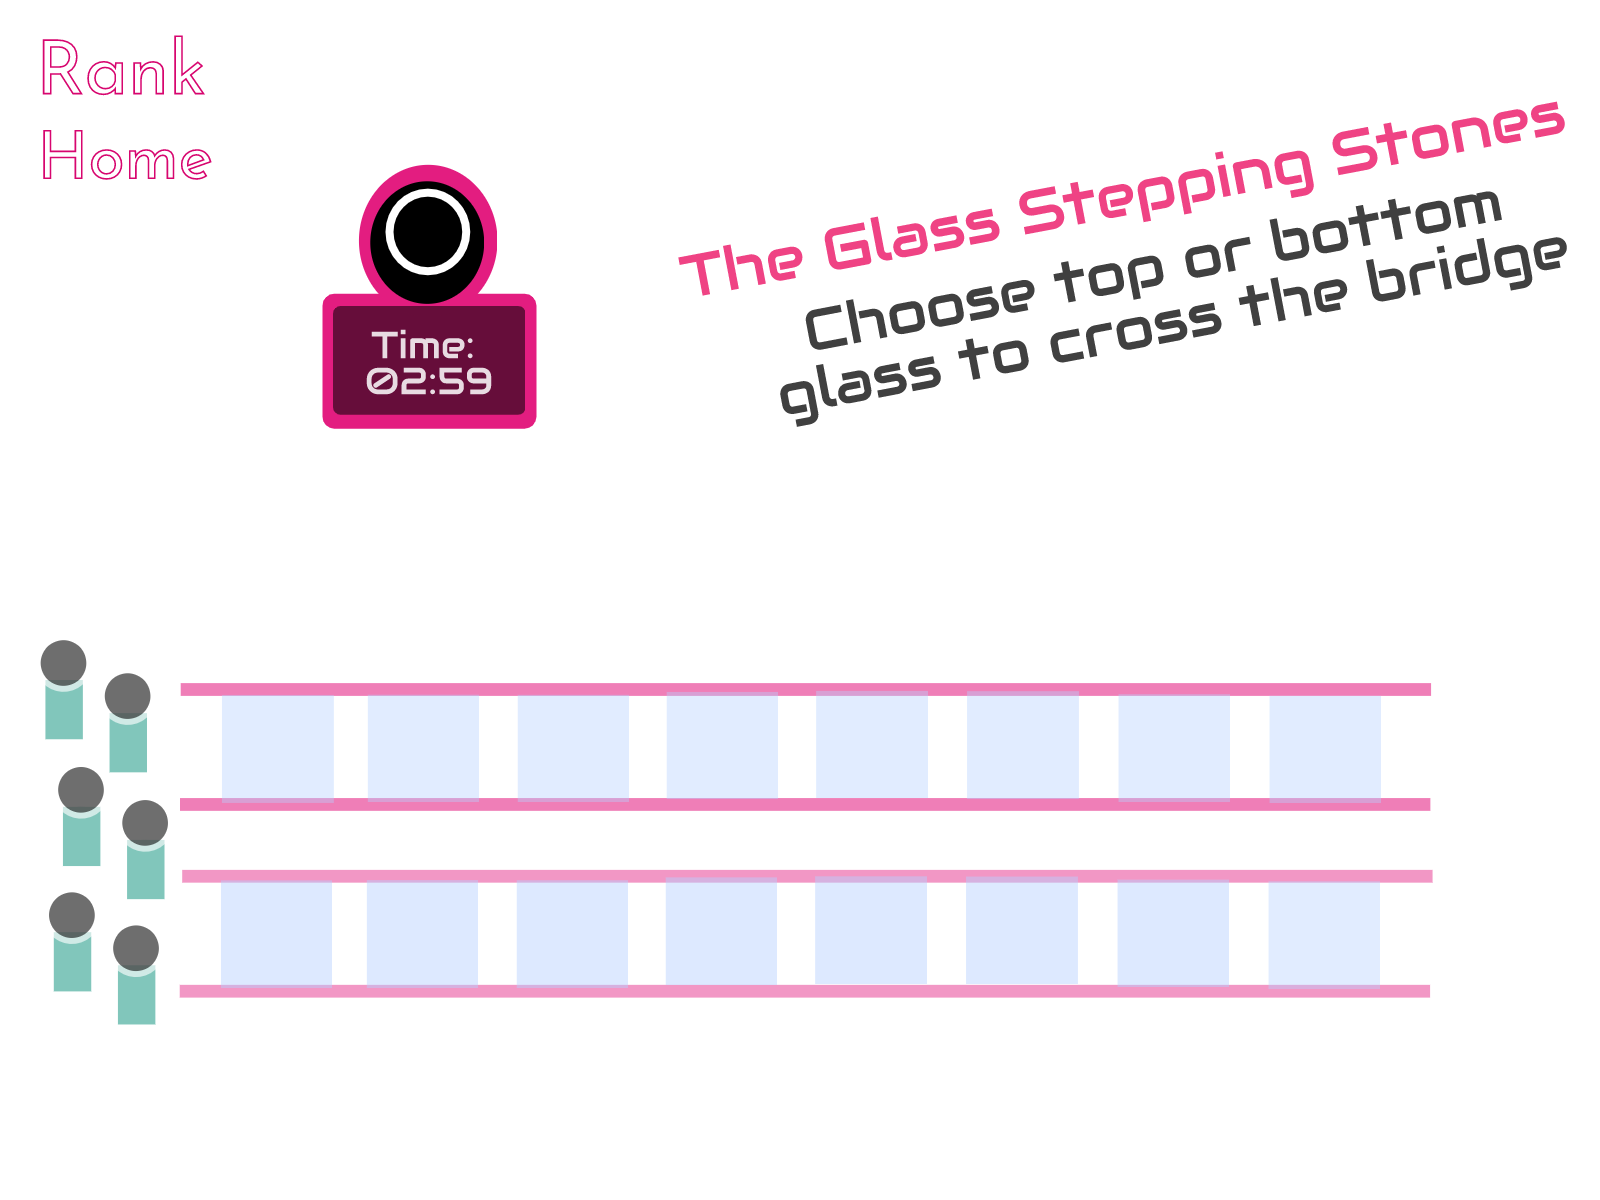 Rank
Home
The Glass Stepping Stones
Choose top or bottom
glass to cross the bridge
Time:
02:59